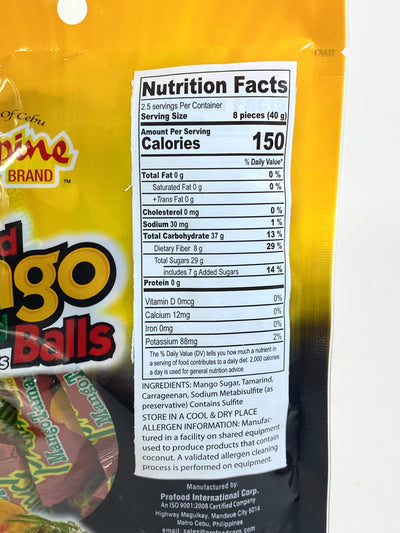 Of Cebu
BRAND ™
Balls
Nutrition Facts
2.5 servings Per Container
Serving Size 8 pieces (40 g)
Amount Per Serving
Calories 150
% Daily Value*
Total Fat 0 g 0 %
Saturated Fat 0 g 0 %
+Trans Fat 0 g
Cholesterol 0 mg 0 %
Sodium 30 mg 1 %
Total Carbohydrate 37 g 13 %
Dietary Fiber 8 g 29 %
Total Sugars 29 g
includes 7 g Added Sugars 14 %
Protein 0 g
Vitamin D 0mcg 0%
Calcium 12mg 0%
Iron 0mg 0%
Potassium 88mg 2%
The % Daily Value (DV) tells you how much a nutrient in
a serving of food contributes to a daily diet. 2,000 calories
a day is used for general nutrition advice.
INGREDIENTS: Mango Sugar, Tamarind,
Carrageenan, Sodium Metabisulfite (as
preservative) Contains Sulfite
STORE IN A COOL & DRY PLACE
ALLERGEN INFORMATION: Manufac-
tured in a facility on shared equipment
used to produce products that contain
coconut. A validated allergen cleaning
process is performed on equipment.
Manufactured by:
Profood International Corp.
An ISO 9001:2008 Certified Company
Highway Maguikay, Mandaue City 6014
Metro Cebu, Philippines
email: sales@profoodcorp.com